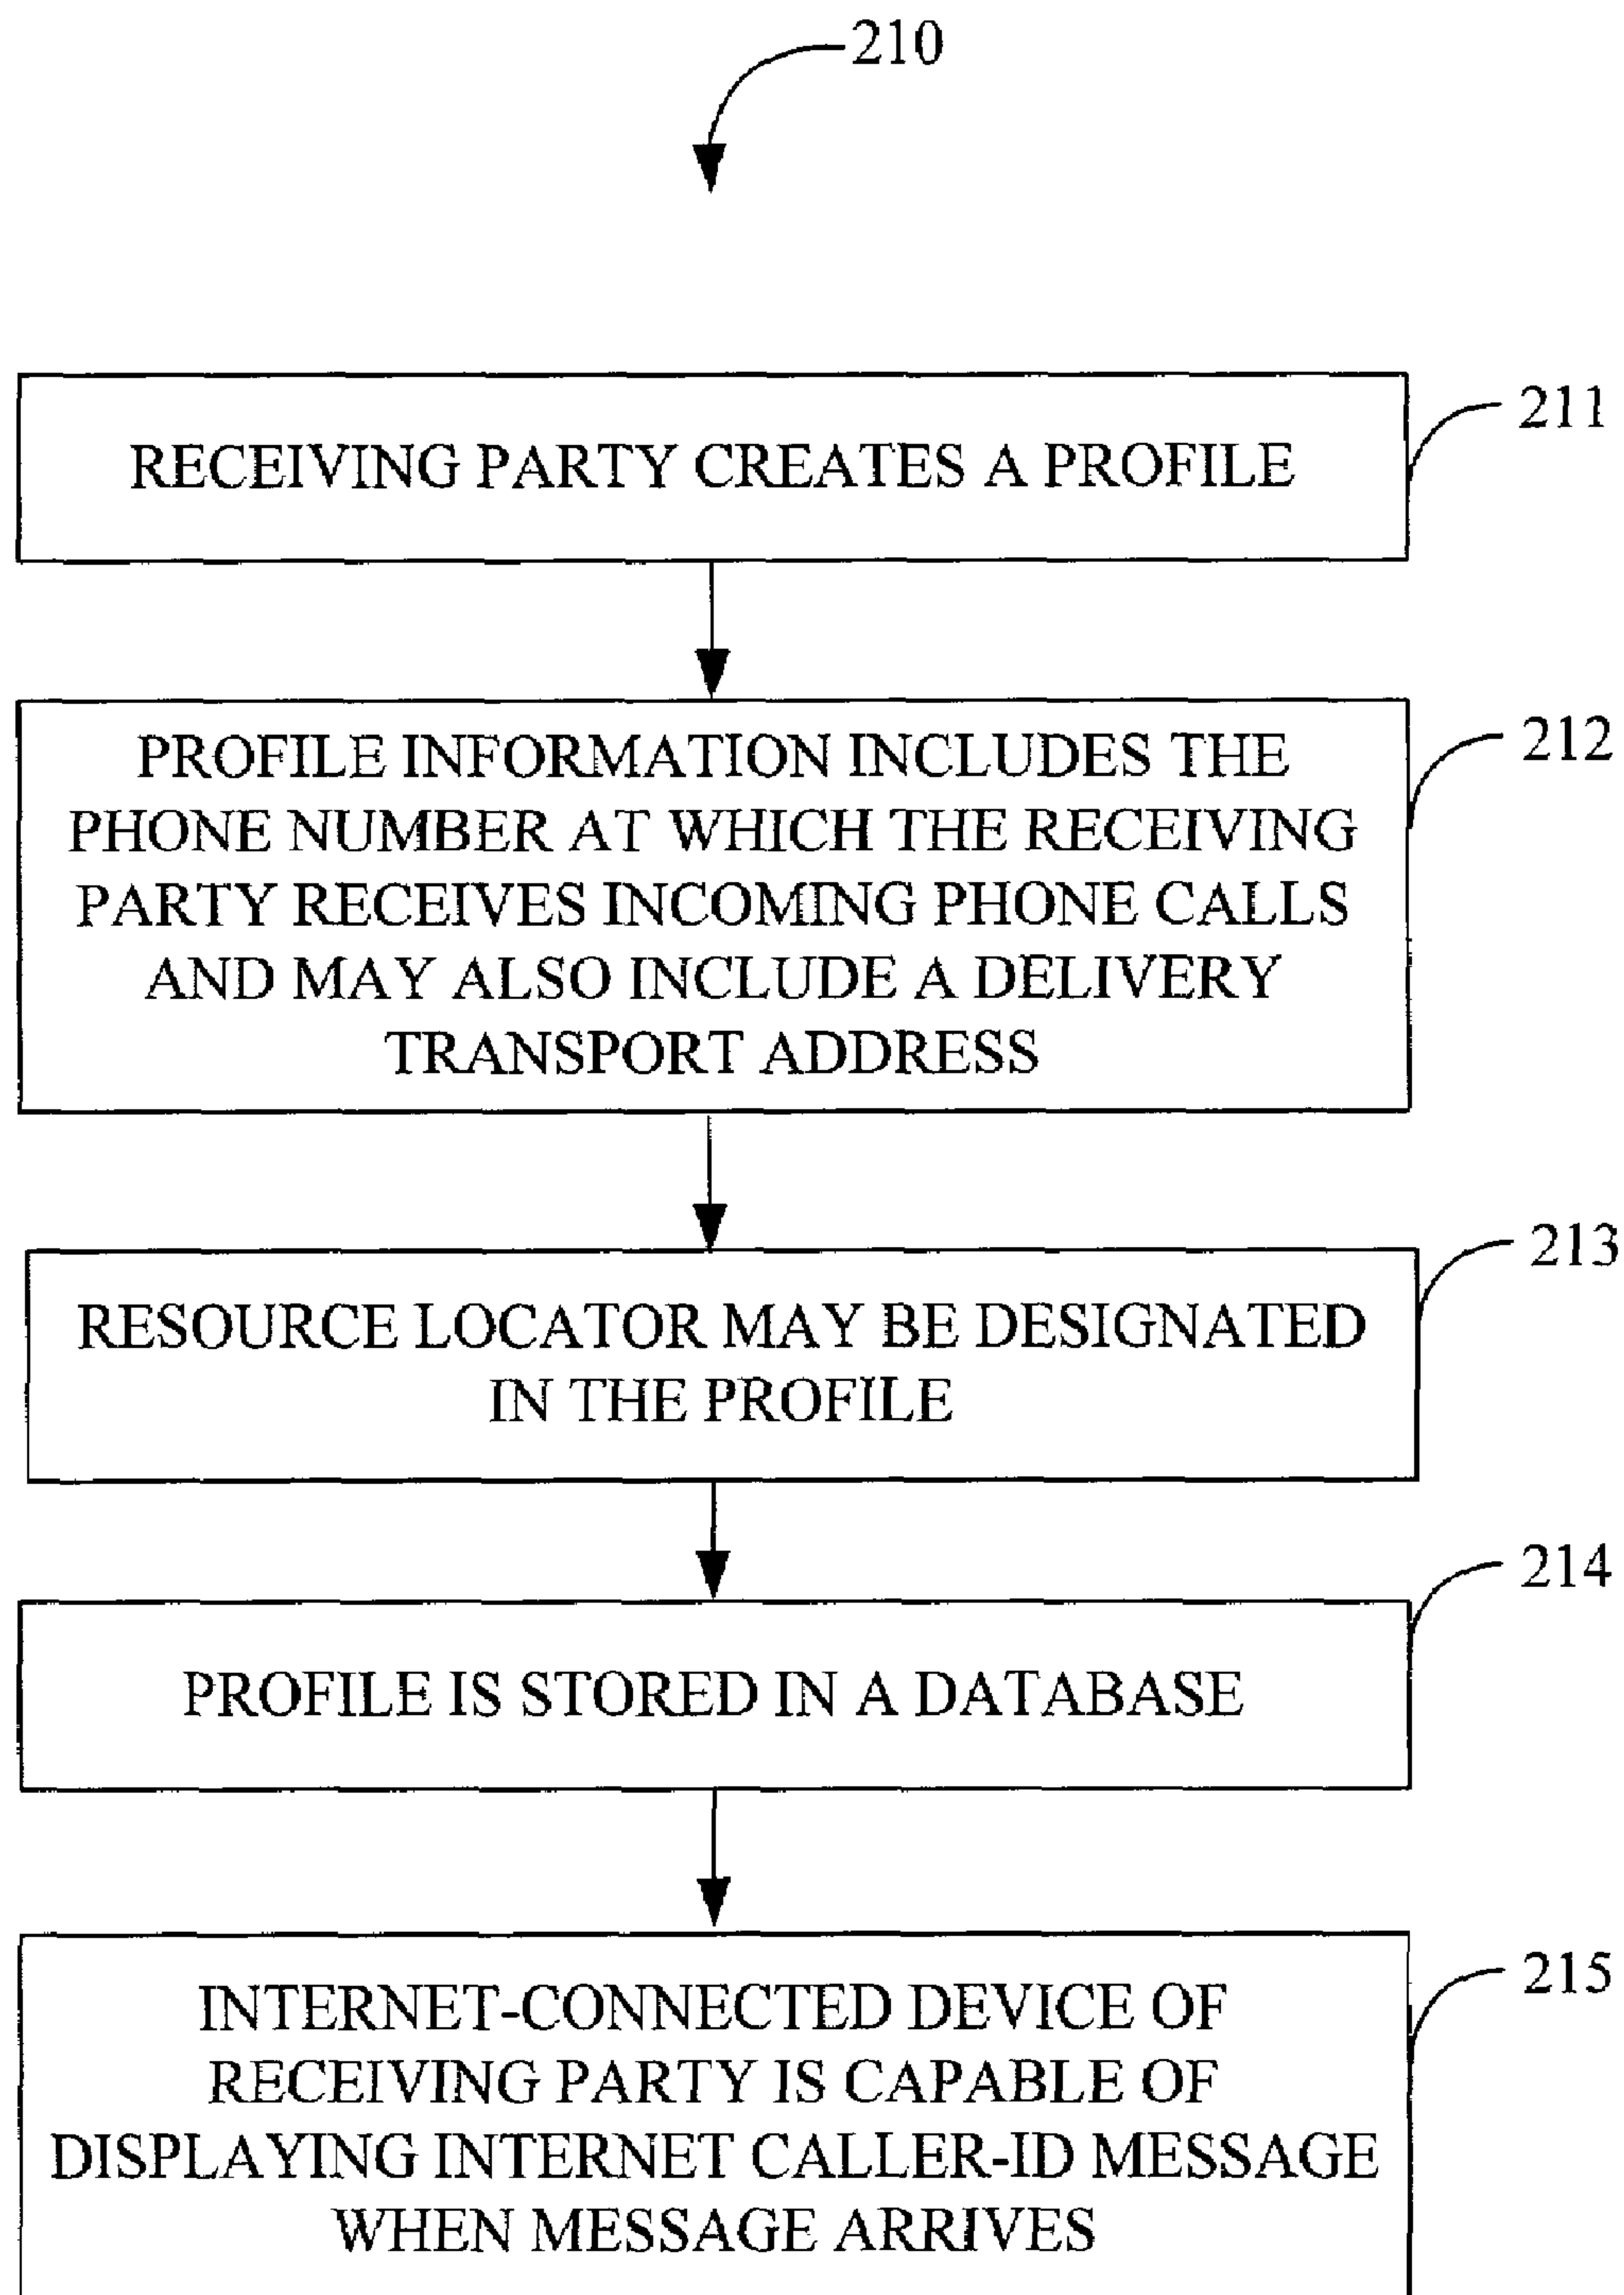 210
RECEIVING PARTY CREATES A PROFILE
211
PROFILE INFORMATION INCLUDES THE
PHONE NUMBER AT WHICH THE RECEIVING
PARTY RECEIVES INCOMING PHONE CALLS
AND MAY ALSO INCLUDE A DELIVERY
TRANSPORT ADDRESS
212
RESOURCE LOCATOR MAY BE DESIGNATED
IN THE PROFILE
213
PROFILE IS STORED IN A DATABASE
214
INTERNET-CONNECTED DEVICE OF
RECEIVING PARTY IS CAPABLE OF
DISPLAYING INTERNET CALLER-ID MESSAGE
WHEN MESSAGE ARRIVES
215